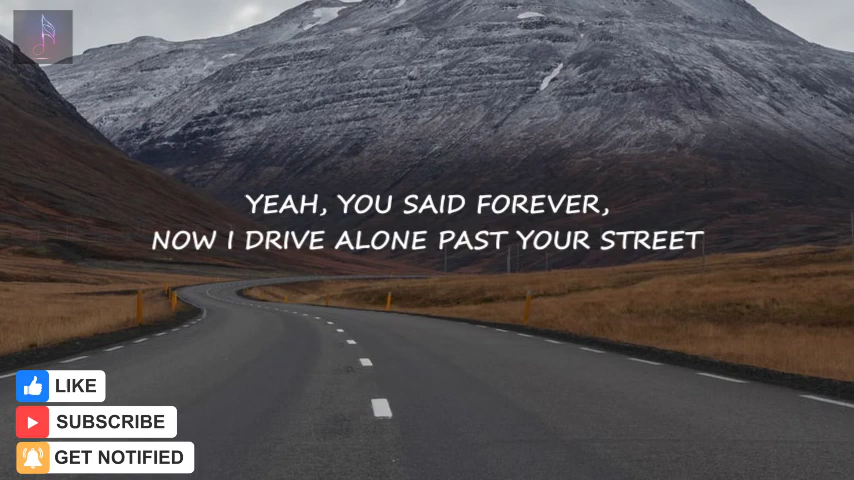 YEAH, YOU SAID FOREVER,
NOW I DRIVE ALONE PAST YOUR STREET
LIKE
SUBSCRIBE
GET NOTIFIED